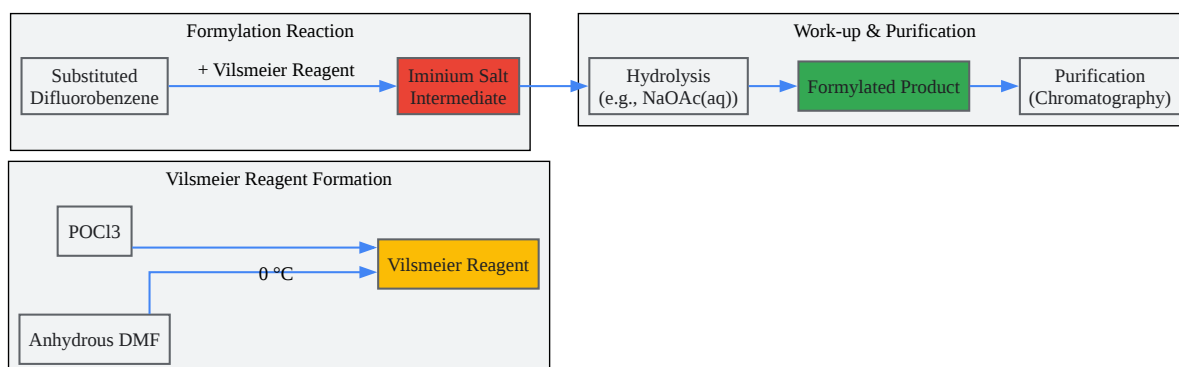 Formylation Reaction
Substituted
Difluorobenzene
+ Vilsmeier Reagent
Iminium Salt
Intermediate
Work-up & Purification
Hydrolysis
(e.g., NaOAc(aq))
Formylated Product
Purification
(Chromatography)
Vilsmeier Reagent Formation
POCl3
0 °C
Vilsmeier Reagent
Anhydrous DMF